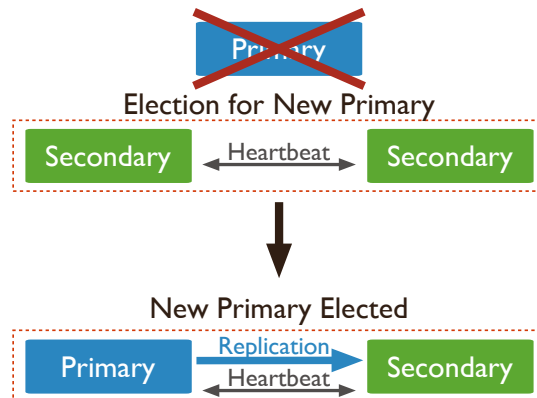 Primary
Election for New Primary
Secondary Heartbeat Secondary
New Primary Elected
Replication
Primary Heartbeat Secondary